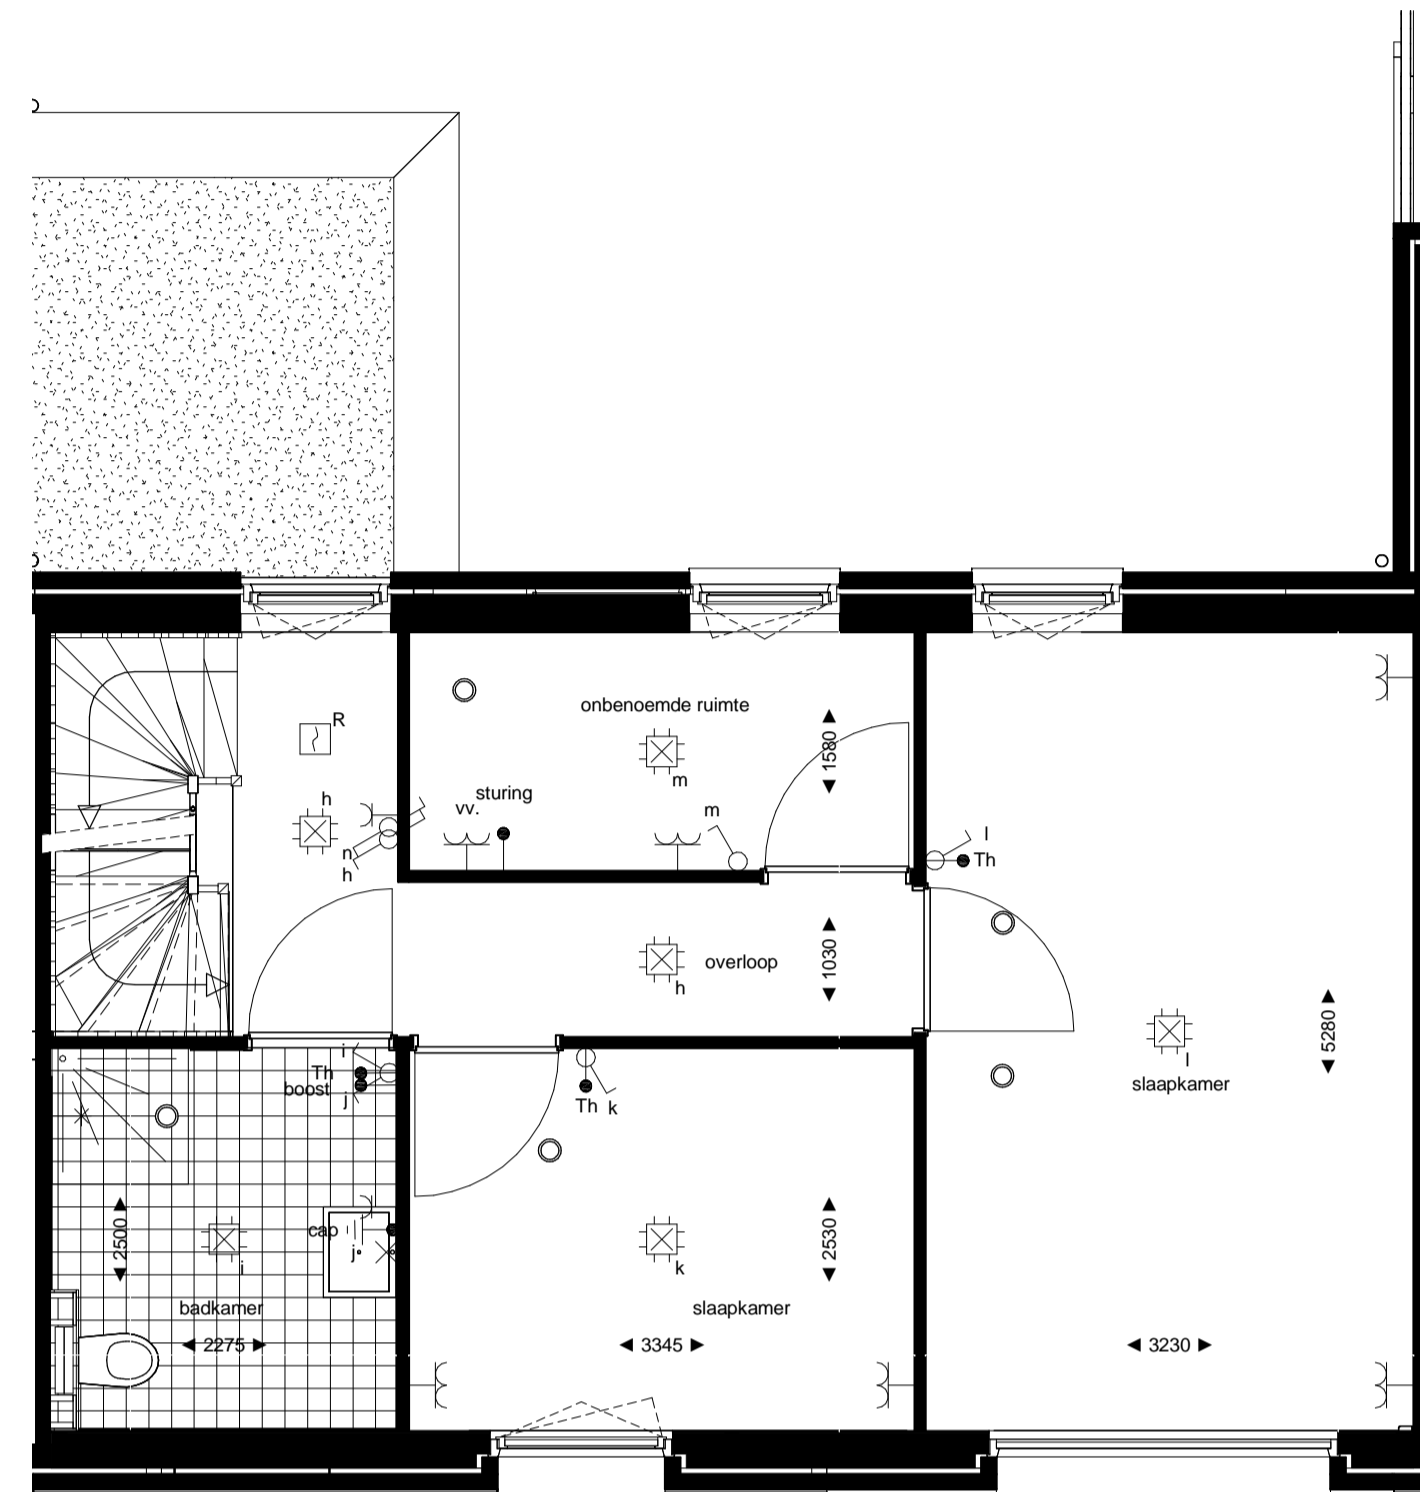 R
onbenoemde ruimte
1580
m
h
sturing
vv.
m
n
h
l
Th
overloop
1030
h
5280
l
slaapkamer
i
Th
boost
j
Th k
2500
cap
j
i
2530
k
badkamer
slaapkamer
2275
3345
3230